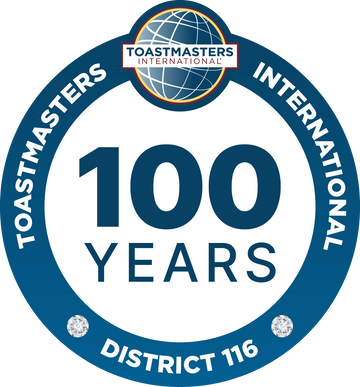 TOASTMASTERS
INTERNATIONAL
TOASTMASTERS INTERNATIONAL
100
YEARS
DISTRICT 116